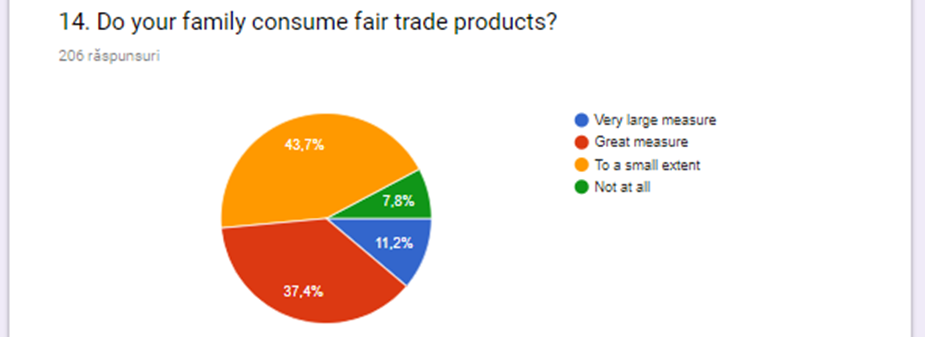 14. Do your family consume fair trade products?
206 răspunsuri
43,7%
7,8%
11,2%
37,4%
Very large measure
Great measure
To a small extent
Not at all